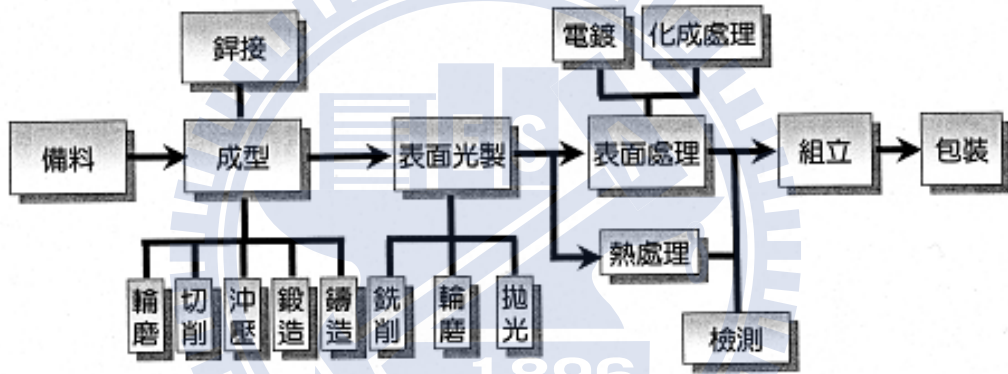 銲接
電鍍
化成處理
備料
成型
表面光製
表面處理
組立
包裝
熱處理
輪磨
切削
沖壓
鍛造
鑄造
銑削
輪磨
拋光
檢測
ES
1896